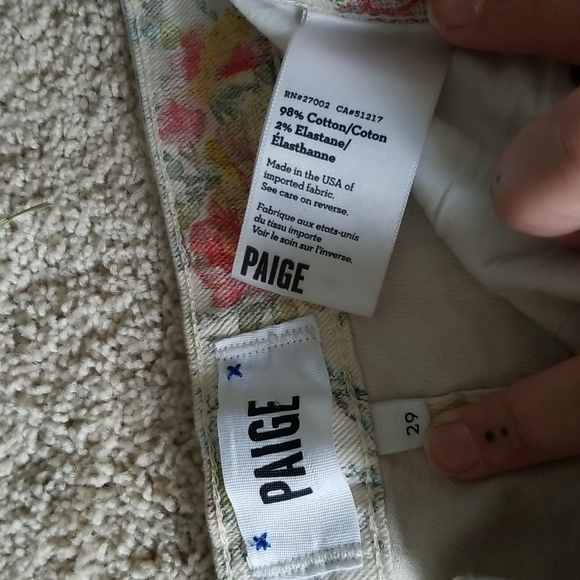 RN#27002 CA#51217
98% Cotton/Coton
2% Elastane/
Élasthanne
Made in the USA of
imported fabric.
See care on reverse.
Fabrique aux etats-unis
du tissu importe
Voir le soin sur l'inverse.
PAIGE
PAIGE
29